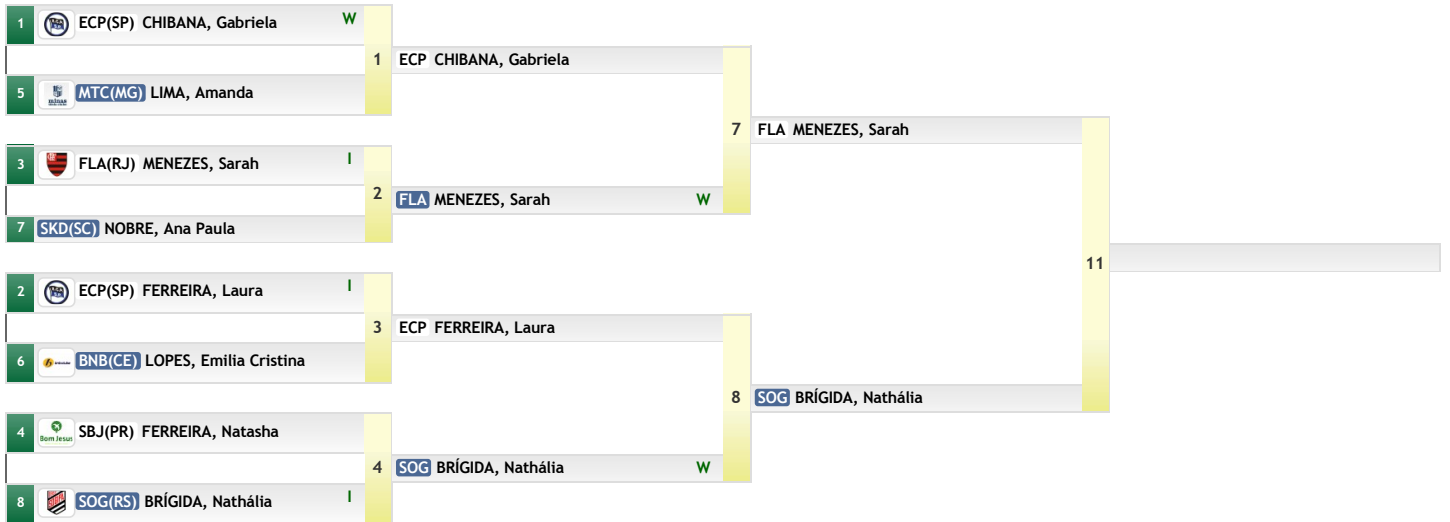 1 ECP(SP) CHIBANA, Gabriela W
1 ECP CHIBANA, Gabriela
5 MTC(MG) LIMA, Amanda
7 FLA MENEZES, Sarah
3 FLA(RJ) MENEZES, Sarah I
2 FLA MENEZES, Sarah W
7 SKD(SC) NOBRE, Ana Paula
11
2 ECP(SP) FERREIRA, Laura I
3 ECP FERREIRA, Laura
6 BNB(CE) LOPES, Emilia Cristina
8 SOG BRÍGIDA, Nathália
4 Bom Jesus SBJ(PR) FERREIRA, Natasha
4 SOG BRÍGIDA, Nathália W
8 SOG(RS) BRÍGIDA, Nathália I